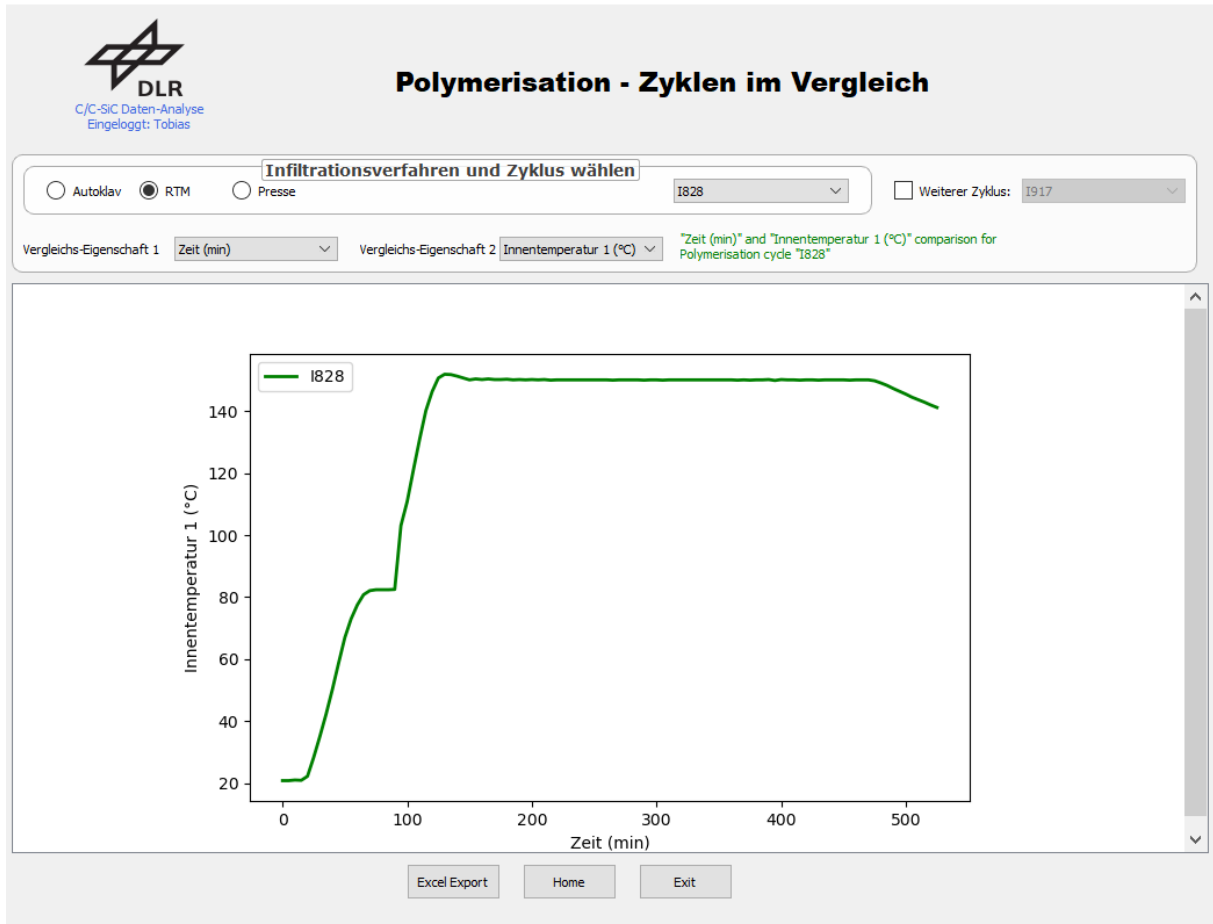 DLR
C/C-SiC Daten-Analyse
Eingeloggt: Tobias
Polymerisation - Zyklen im Vergleich
Infiltrationsverfahren und Zyklus wählen
Autoklav RTM Presse I828 Weiterer Zyklus: I917
Vergleichs-Eigenschaft 1 Zeit (min) Vergleichs-Eigenschaft 2 Innentemperatur 1 (°C)
"Zeit (min)" and "Innentemperatur 1 (°C)" comparison for
Polymerisation cycle "I828"
I828
140
120
100
80
60
40
20
Innentemperatur 1 (°C)
0 100 200 300 400 500
Zeit (min)
Excel Export Home Exit